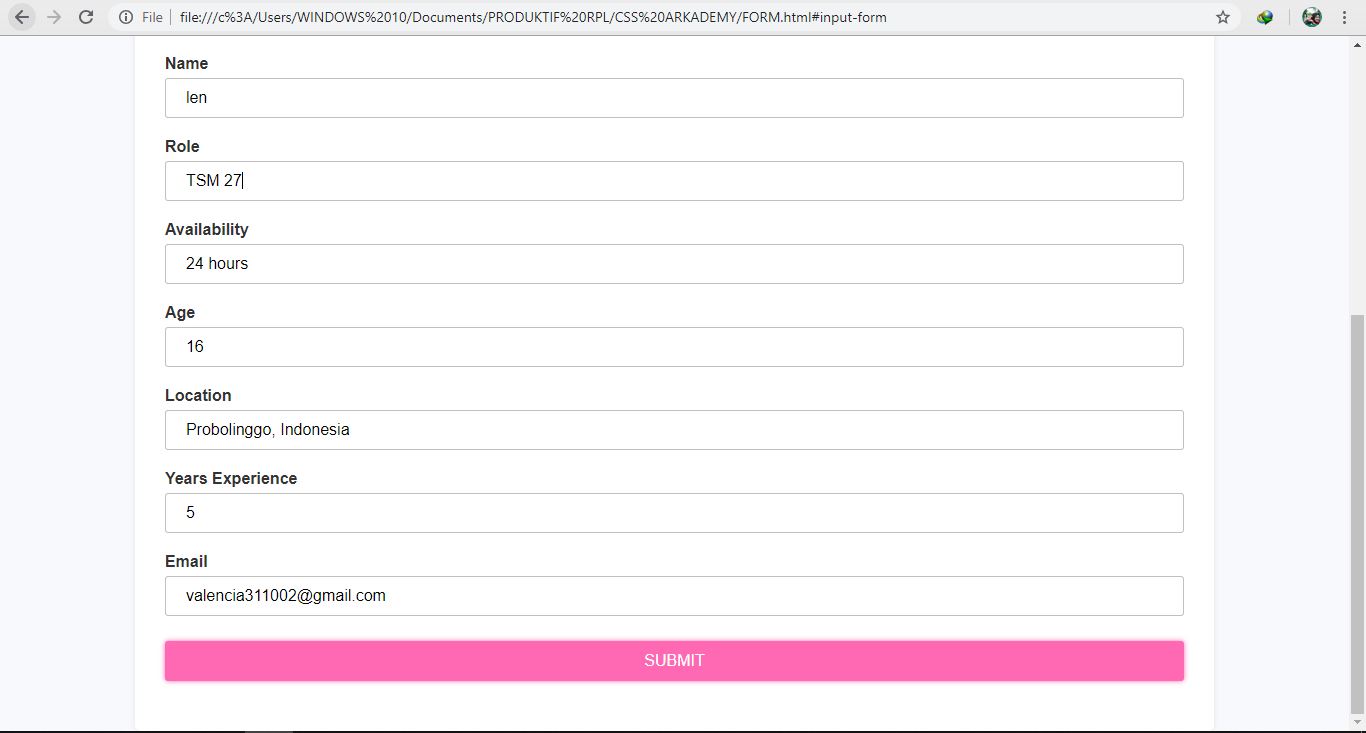 File file:///c%3A/Users/WINDOWS%2010/Documents/PRODUKTIF%20RPL/CSS%20ARKADEMY/FORM.html#input-form
Name
len
Role
TSM 27
Availability
24 hours
Age
16
Location
Probolinggo, Indonesia
Years Experience
5
Email
valencia311002@gmail.com
SUBMIT